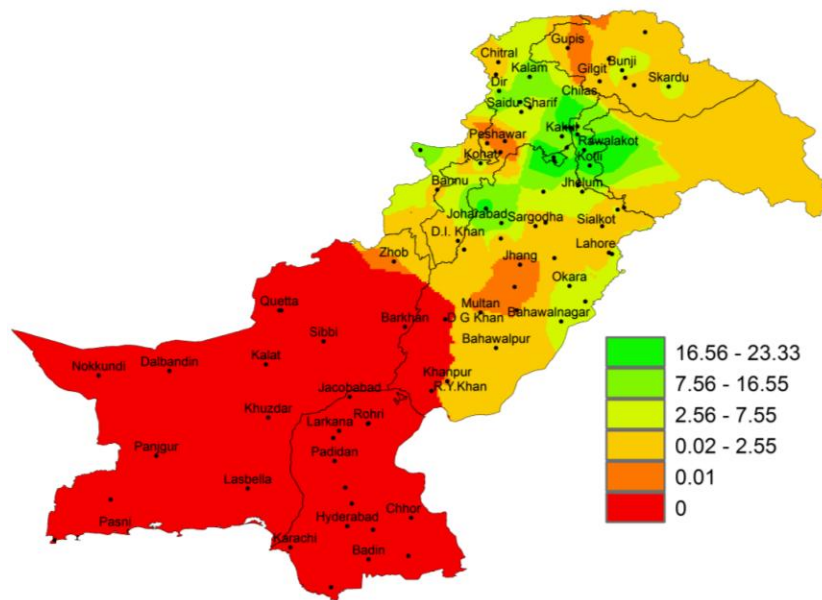 Gupis
Chitral
Bunji
Gilgit
Kalam
Skardu
Dir
Chilas
Saidu Sharif
Kakul
Peshawar
Rawalakot
Kohat
Kotli
Bannu
Jhelum
Joharabad
Sargodha
Sialkot
D.I. Khan
Lahore
Zhob
Jhang
Okara
Quetta
Multan
Barkhan
D G Khan
Bahawalnagar
Sibbi
Bahawalpur
Kalat
Dalbandin
Nokkundi
Khanpur
R.Y.Khan
Jacobabad
Khuzdar
Rohri
Larkana
Panjgur
Padidan
Lasbella
Pasni
Hyderabad
Chhor
Karachi
Badin
16.56 - 23.33
7.56 - 16.55
2.56 - 7.55
0.02 - 2.55
0.01
0